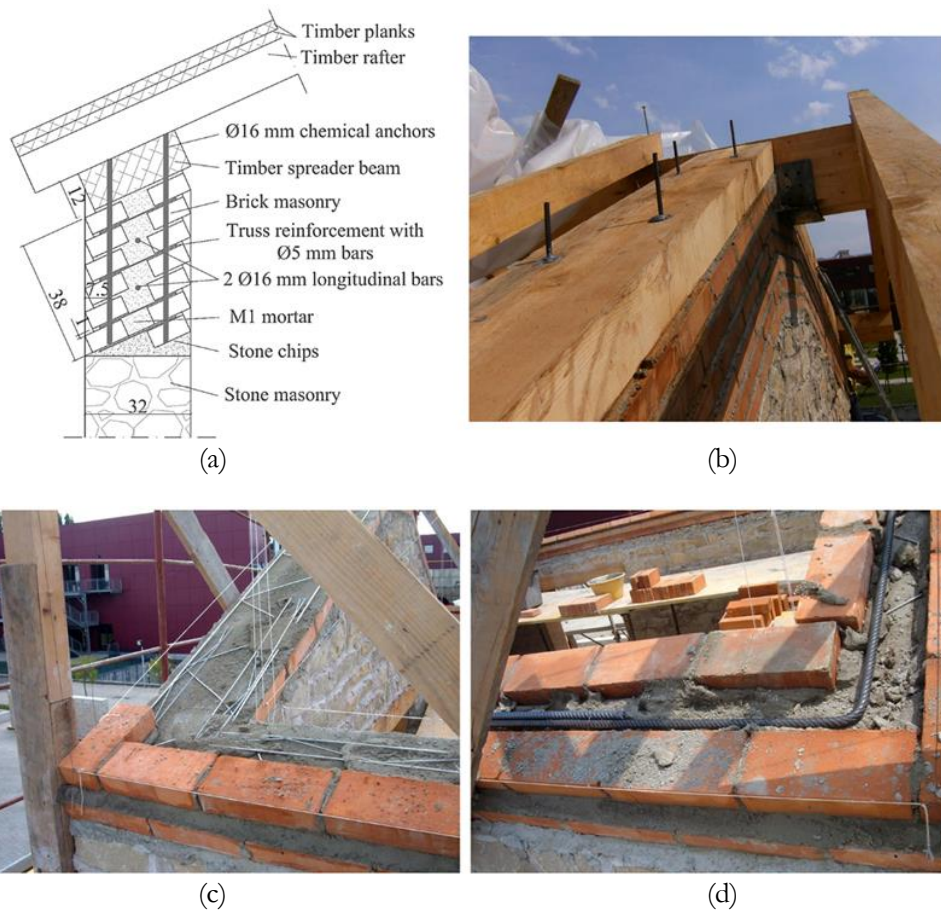 Timber planks
Timber rafter
Ø16 mm chemical anchors
Timber spreader beam
12
Brick masonry
Truss reinforcement with
Ø5 mm bars
38
7.5
2 Ø16 mm longitudinal bars
1
M1 mortar
Stone chips
Stone masonry
32
(a)
(b)
(c)
(d)